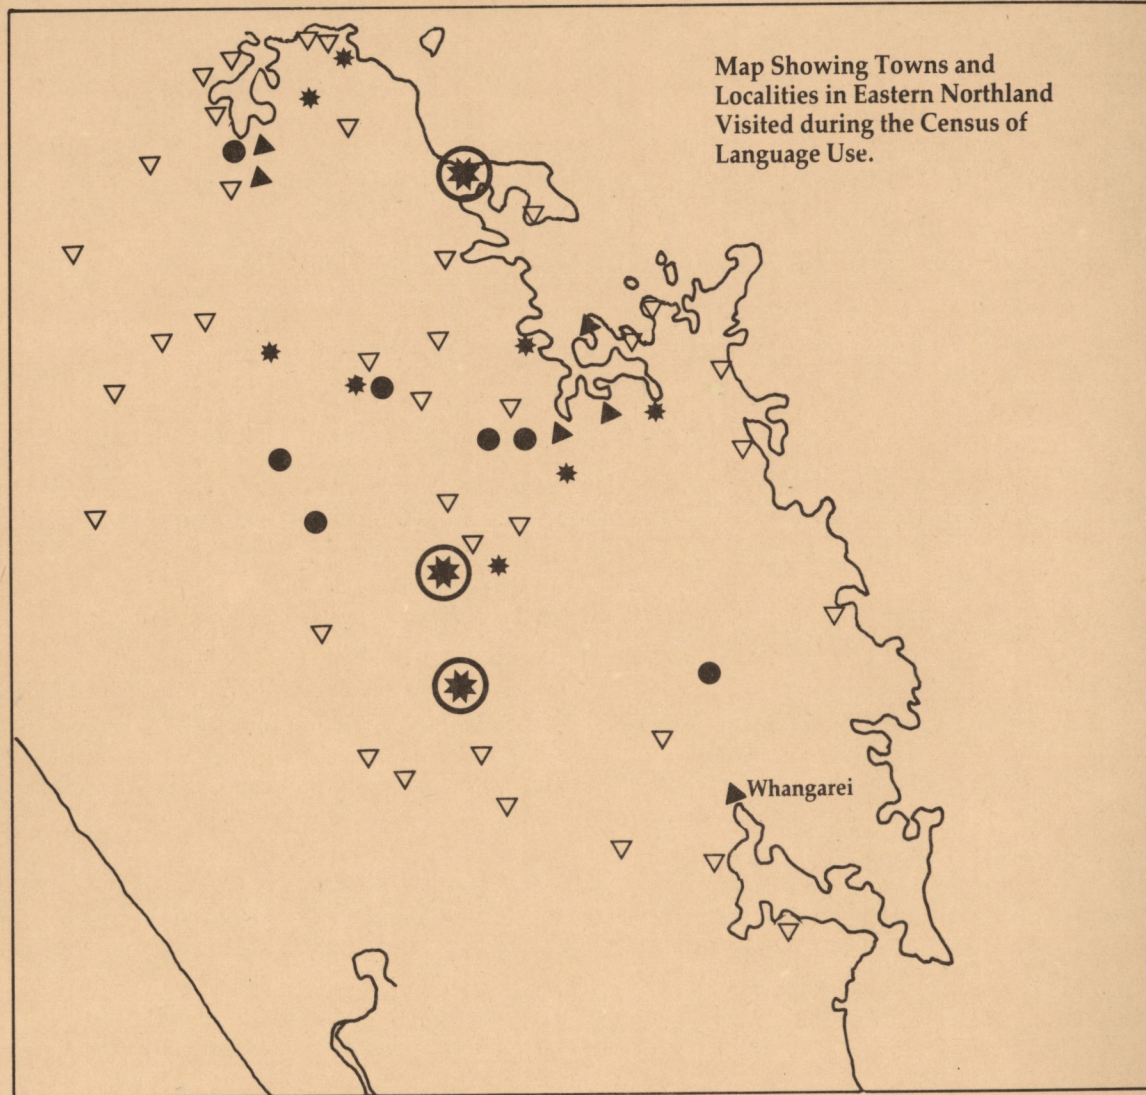 Map Showing Towns and
Localities in Eastern Northland
Visited during the Census of
Language Use.
Whangarei